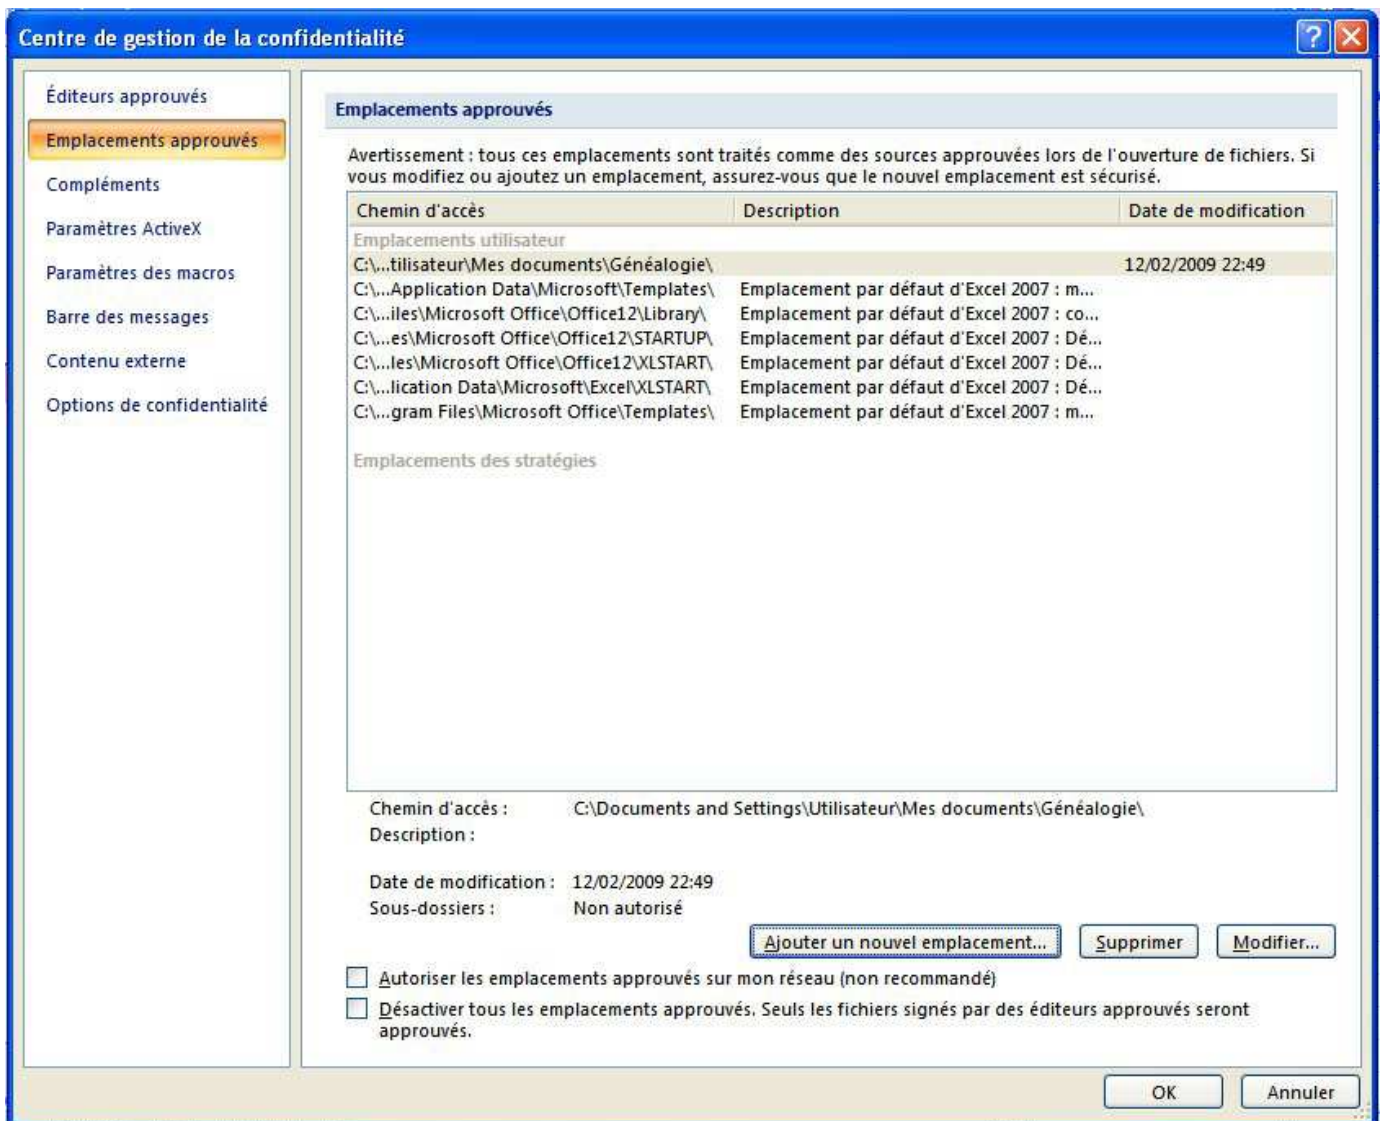 Centre de gestion de la confidentialité
Éditeurs approuvés
Emplacements approuvés
Compléments
Paramètres ActiveX
Paramètres des macros
Barre des messages
Contenu externe
Options de confidentialité
Emplacements approuvés
Avertissement : tous ces emplacements sont traités comme des sources approuvées lors de l'ouverture de fichiers. Si
vous modifiez ou ajoutez un emplacement, assurez-vous que le nouvel emplacement est sécurisé.
Chemin d'accès Description Date de modification
Emplacements utilisateur
C:\...tilisateur\Mes documents\Généalogie\ 12/02/2009 22:49
C:\...Application Data\Microsoft\Templates\ Emplacement par défaut d'Excel 2007 : m...
C:\...iles\Microsoft Office\Office12\Library\ Emplacement par défaut d'Excel 2007 : co...
C:\...es\Microsoft Office\Office12\STARTUP\ Emplacement par défaut d'Excel 2007 : Dé...
C:\...les\Microsoft Office\Office12\XLSTART\ Emplacement par défaut d'Excel 2007 : Dé...
C:\...lication Data\Microsoft\Excel\XLSTART\ Emplacement par défaut d'Excel 2007 : Dé...
C:\...gram Files\Microsoft Office\Templates\ Emplacement par défaut d'Excel 2007 : m...
Emplacements des stratégies
Chemin d'accès : C:\Documents and Settings\Utilisateur\Mes documents\Généalogie\
Description :
Date de modification : 12/02/2009 22:49
Sous-dossiers : Non autorisé
Ajouter un nouvel emplacement... Supprimer Modifier...
Autoriser les emplacements approuvés sur mon réseau (non recommandé)
Désactiver tous les emplacements approuvés. Seuls les fichiers signés par des éditeurs approuvés seront
approuvés.
OK Annuler